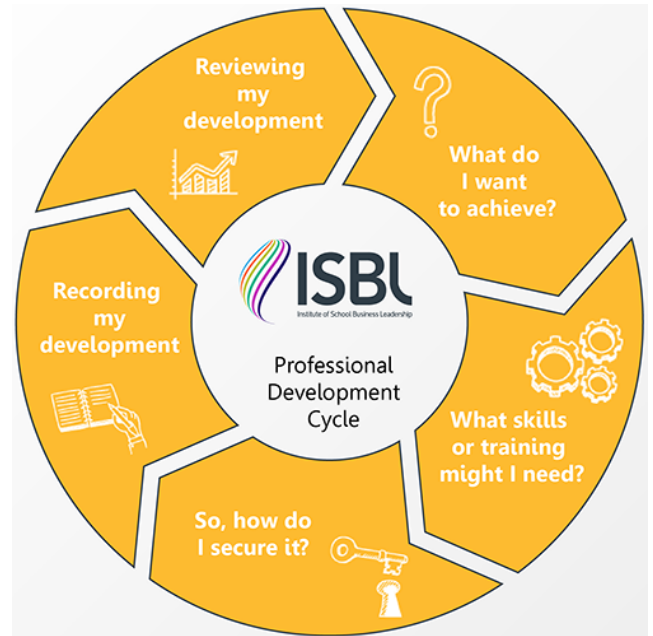 Reviewing
my
development
What do
I want
to achieve?
What skills
or training
might I need?
So, how do
I secure it?
Recording
my
development
ISBL
Institute of School Business Leadership
Professional
Development
Cycle